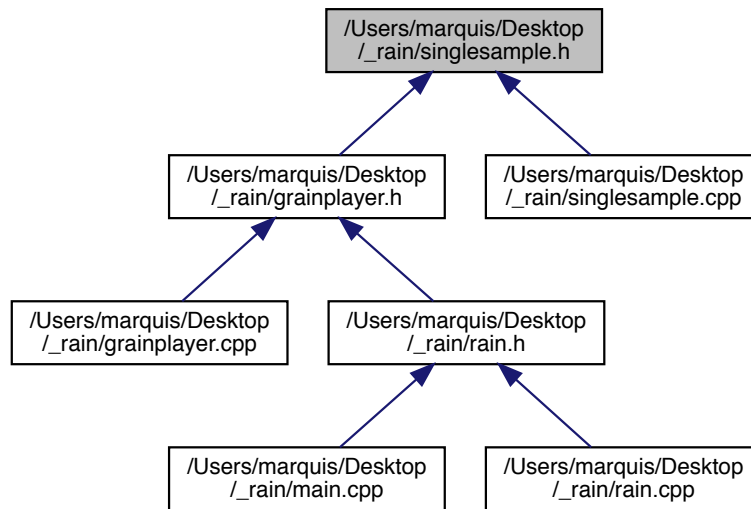 /Users/marquis/Desktop
/_rain/singlesample.h
/Users/marquis/Desktop
/_rain/grainplayer.h
/Users/marquis/Desktop
/_rain/singlesample.cpp
/Users/marquis/Desktop
/_rain/grainplayer.cpp
/Users/marquis/Desktop
/_rain/rain.h
/Users/marquis/Desktop
/_rain/main.cpp
/Users/marquis/Desktop
/_rain/rain.cpp